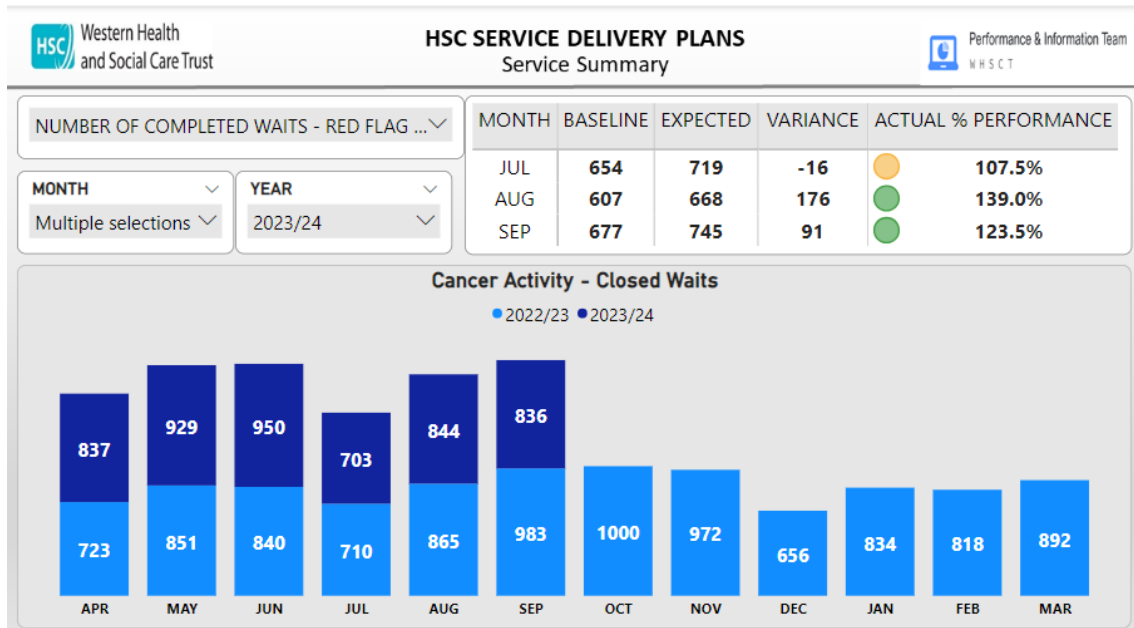 HSC
Western Health
and Social Care Trust
HSC SERVICE DELIVERY PLANS
Service Summary
Performance & Information Team
WHSCT
NUMBER OF COMPLETED WAITS - RED FLAG ...
MONTH
Multiple selections
YEAR
2023/24
MONTH BASELINE EXPECTED VARIANCE ACTUAL % PERFORMANCE
JUL 654 719 -16 107.5%
AUG 607 668 176 139.0%
SEP 677 745 91 123.5%
Cancer Activity - Closed Waits
2022/23 2023/24
837 929 950 703 844 836
723 851 840 710 865 983 1000 972 656 834 818 892
APR MAY JUN JUL AUG SEP OCT NOV DEC JAN FEB MAR